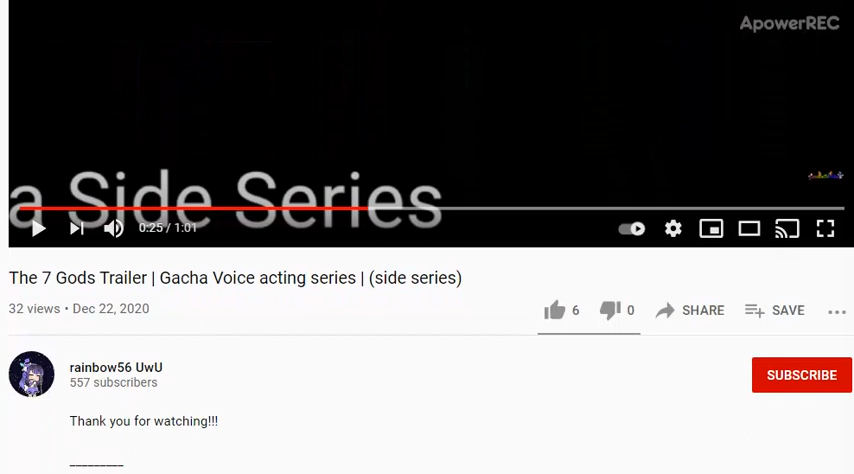 ApowerREC
a Side Series
0:25 / 1:01
The 7 Gods Trailer | Gacha Voice acting series | (side series)
32 views • Dec 22, 2020
6 0 SHARE SAVE
rainbow56 UwU
557 subscribers
SUBSCRIBE
Thank you for watching!!!
_________